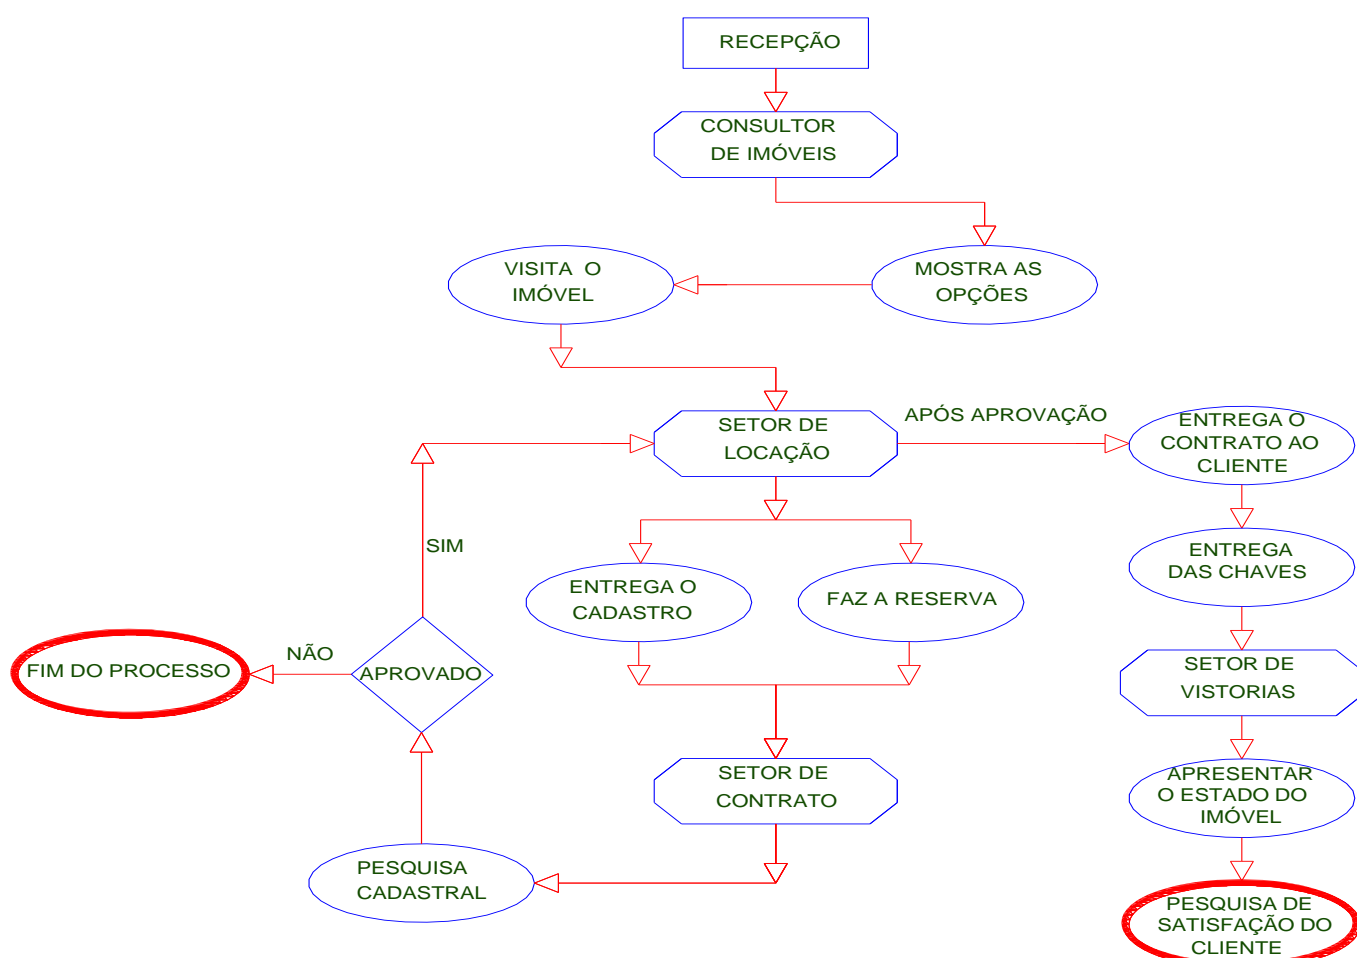 RECEPÇÃO
CONSULTOR
DE IMÓVEIS
VISITA O
IMÓVEL
MOSTRA AS
OPÇÕES
SETOR DE
LOCAÇÃO
APÓS APROVAÇÃO
ENTREGA O
CONTRATO AO
CLIENTE
SIM
ENTREGA O
CADASTRO
FAZ A RESERVA
ENTREGA
DAS CHAVES
FIM DO PROCESSO
NÃO
APROVADO
SETOR DE
VISTORIAS
SETOR DE
CONTRATO
APRESENTAR
O ESTADO DO
IMÓVEL
PESQUISA
CADASTRAL
PESQUISA DE
SATISFAÇÃO DO
CLIENTE